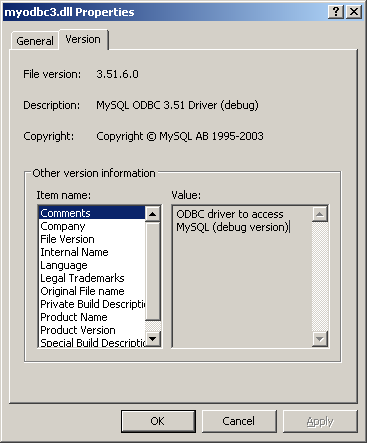 myodbc3.dll Properties
General Version
File version: 3.51.6.0
Description: MySQL ODBC 3.51 Driver (debug)
Copyright: Copyright © MySQL AB 1995-2003
Other version information
Item name: Value:
Comments
Company
File Version
Internal Name
Language
Legal Trademarks
Original File name
Private Build Descriptio
Product Name
Product Version
Special Build Descriptio
ODBC driver to access
MySQL (debug version)
OK Cancel Apply